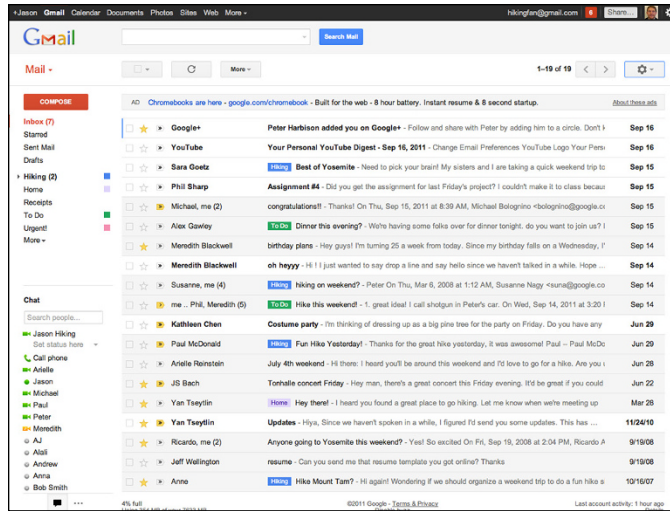 +Jason Gmail Calendar Documents Photos Sites Web More hikingfan@gmail.com 6 Share...
Gmail Search Mail
Mail More 1–19 of 19
COMPOSE
AD Chromebooks are here - google.com/chromebook - Built for the web - 8 hour battery. Instant resume & 8 second startup. About these ads
Inbox (7)
Starred
Sent Mail
Drafts
Hiking (2)
Home
Receipts
To Do
Urgent!
More
Google+ Peter Harbison added you on Google+ - Follow and share with Peter by adding him to a circle. Don't k Sep 16
YouTube Your Personal YouTube Digest - Sep 16, 2011 - Change Email Preferences YouTube Logo Your Perso Sep 16
Sara Goetz Hiking Best of Yosemite - Need to pick your brain! My sisters and I are taking a quick weekend trip to Sep 16
Phil Sharp Assignment #4 - Did you get the assignment for last Friday's project? I couldn't make it to class becau Sep 15
Michael, me (2) congratulations!! - Thanks! On Thu, Sep 15, 2011 at 8:39 AM, Michael Bolognino <bolognino@google.co Sep 15
Alex Gawley To Do Dinner this evening? - We're having some folks over for dinner tonight. do you want to join us? I Sep 15
Meredith Blackwell birthday plans - Hey guys! I'm turning 25 a week from today. Since my birthday falls on a Wednesday, I' Sep 14
Meredith Blackwell oh heyyy - Hi ! I just wanted to say drop a line and say hello since we haven't talked in a while. Hope ... Sep 14
Susanne, me (4) Hiking hiking on weekend? - Peter On Thu, Mar 6, 2008 at 1:12 AM, Susanne Nagy <suna@google.co Sep 14
me .. Phil, Meredith (5) To Do Hike this weekend! - 1. great idea! I call shotgun in Peter's car. On Wed, Sep 14, 2011 at 3:20 Sep 14
Kathleen Chen Costume party - I'm thinking of dressing up as a big pine tree for the party on Friday. Do you have any Jun 29
Paul McDonald Hiking Fun Hike Yesterday! - Thanks for the great hike yesterday, it was awesome! Paul -- Paul McDo Jun 29
Arielle Reinstein July 4th weekend - Hi there: I heard you'll be around this weekend and I'd love to go for a hike. Are you Jun 28
JS Bach Tonhalle concert Friday - Hey man, there's a great concert this Friday evening. It'd be great if you could Jun 22
Yan Tseytlin Home Hey there! - I heard you found a great place to go hiking. Let me know when we're meeting up Mar 28
Yan Tseytlin Updates - Hiya, Since we haven't spoken in a while, I figured I'd send you some updates. This has ... 11/24/10
Ricardo, me (2) Anyone going to Yosemite this weekend? - Yes! So excited On Fri, Sep 19, 2008 at 2:04 PM, Ricardo A 9/19/08
Jeff Wellington resume - Can you send me that resume template you got online? Thanks 9/19/08
Anne Hiking Hike Mount Tam? - Hi again! Wondering if we should organize a weekend trip to do a fun hike s 10/16/07
Chat
Search people...
Jason Hiking
Set status here
Call phone
Arielle
Jason
Michael
Paul
Peter
Meredith
AJ
Alali
Andrew
Anna
Bob Smith
4% full ©2011 Google - Terms & Privacy Last account activity: 1 hour ago